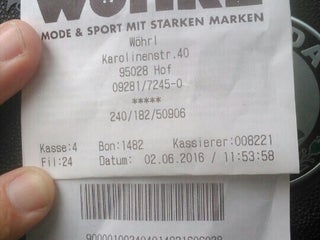 WÖHRL
MODE & SPORT MIT STARKEN MARKEN
Wöhrl
Karolinenstr.40
95028 Hof
09281/7245-0
*****
240/182/50906
Kasse:4 Bon:1482 Kassierer:008221
Fil:24 Datum: 02.06.2016 / 11:53:58